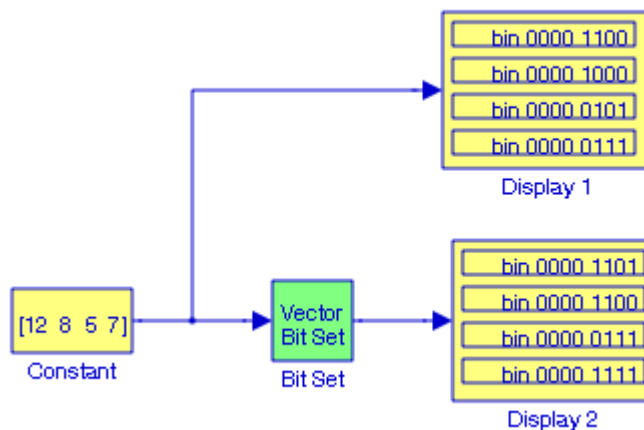 bin 0000 1100
bin 0000 1000
bin 0000 0101
bin 0000 0111
Display 1
[12 8 5 7]
Constant
Vector
Bit Set
Bit Set
bin 0000 1101
bin 0000 1100
bin 0000 0111
bin 0000 1111
Display 2